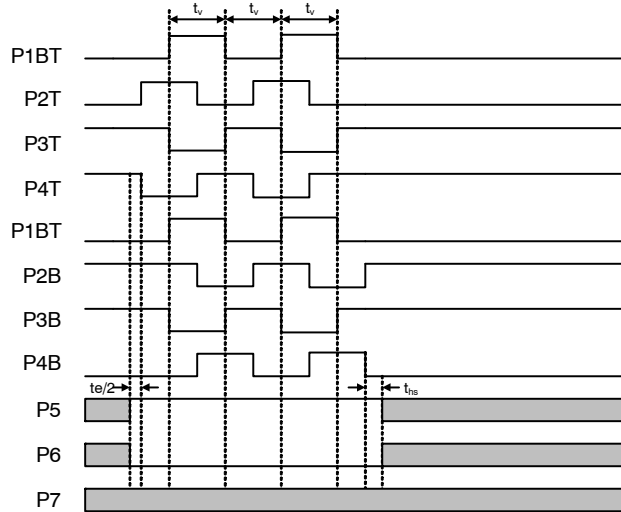 tv tv tv
P1BT
P2T
P3T
P4T
P1BT
P2B
P3B
P4B
te/2 ths
P5
P6
P7